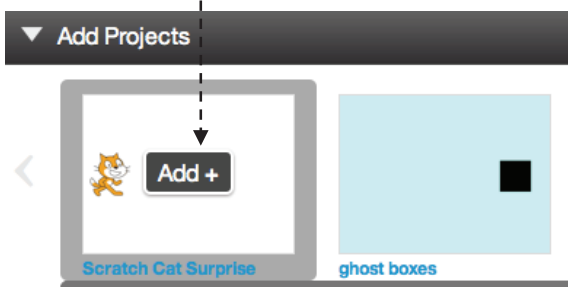 Add Projects
Add +
Scratch Cat Surprise
ghost boxes